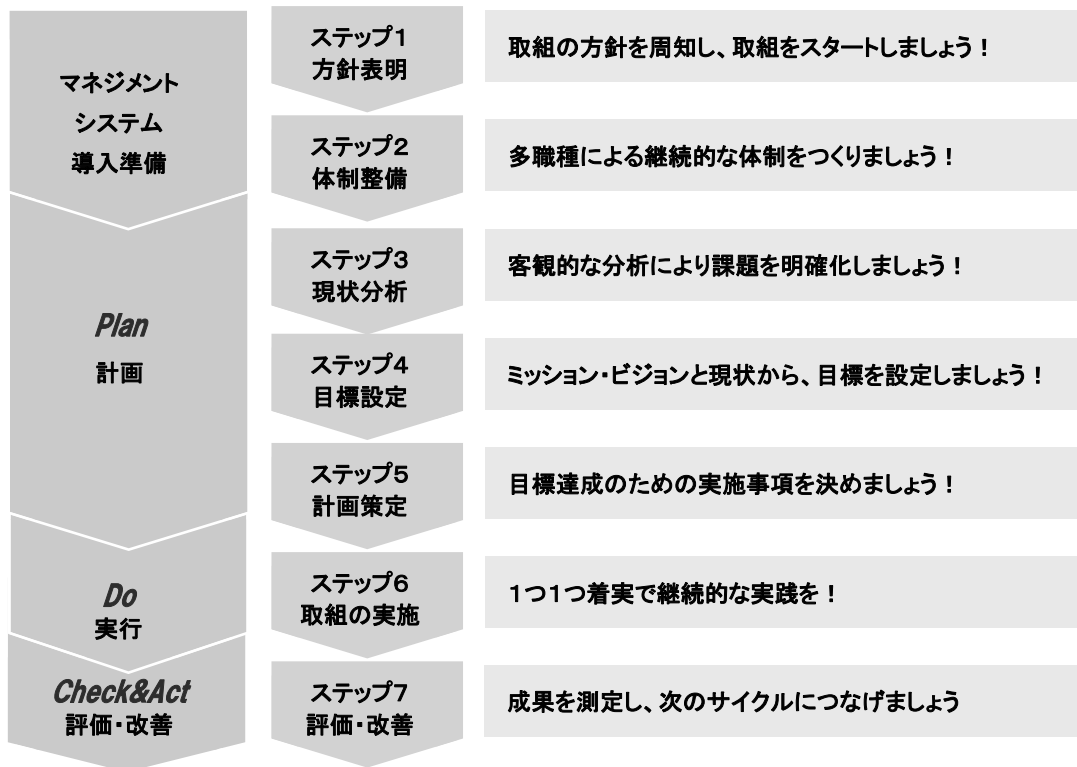 マネジメント
システム
導入準備
ステップ1
方針表明
取組の方針を周知し、取組をスタートしましょう！
ステップ2
体制整備
多職種による継続的な体制をつくりましょう！
Plan
計画
ステップ3
現状分析
客観的な分析により課題を明確化しましょう！
ステップ4
目標設定
ミッション・ビジョンと現状から、目標を設定しましょう！
ステップ5
計画策定
目標達成のための実施事項を決めましょう！
Do
実行
ステップ6
取組の実施
1つ1つ着実で継続的な実践を！
Check&Act
評価・改善
ステップ7
評価・改善
成果を測定し、次のサイクルにつなげましょう